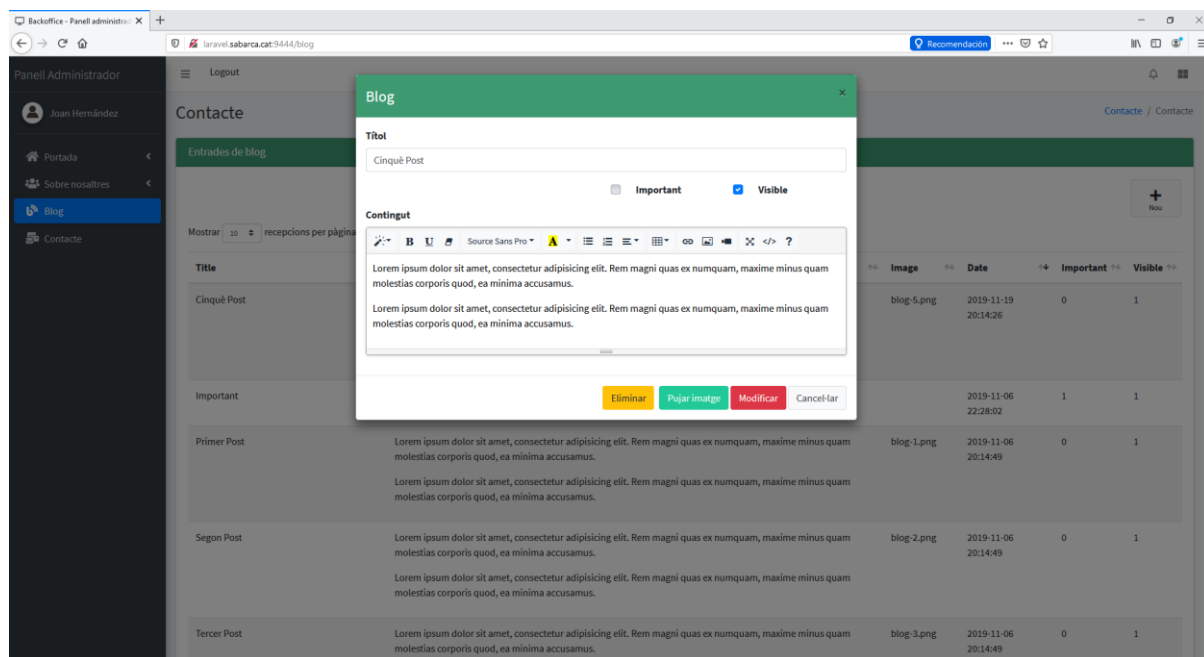 Backoffice - Panell administrac
laravel.sabarca.cat:9444/blog
Recomendación
Panell Administrador
Logout
Joan Hernández
Contacte
Contacte / Contacte
Portada
Sobre nosaltres
Blog
Contacte
Entrades de blog
Nou
Mostrar 10 recepcions per pàgina
Title Image Date Important Visible
Cinquè Post blog-5.png 2019-11-19 0 1
20:14:26
Important 2019-11-06 1 1
22:28:02
Primer Post Lorem ipsum dolor sit amet, consectetur adipisicing elit. Rem magni quas ex numquam, maxime minus quam blog-1.png 2019-11-06 0 1
molestias corporis quod, ea minima accusamus. 20:14:49
Lorem ipsum dolor sit amet, consectetur adipisicing elit. Rem magni quas ex numquam, maxime minus quam
molestias corporis quod, ea minima accusamus.
Segon Post Lorem ipsum dolor sit amet, consectetur adipisicing elit. Rem magni quas ex numquam, maxime minus quam blog-2.png 2019-11-06 0 1
molestias corporis quod, ea minima accusamus. 20:14:49
Lorem ipsum dolor sit amet, consectetur adipisicing elit. Rem magni quas ex numquam, maxime minus quam
molestias corporis quod, ea minima accusamus.
Tercer Post Lorem ipsum dolor sit amet, consectetur adipisicing elit. Rem magni quas ex numquam, maxime minus quam blog-3.png 2019-11-06 0 1
molestias corporis quod, ea minima accusamus. 20:14:49
Blog
Títol
Cinquè Post
Important Visible
Contingut
B U Source Sans Pro A </> ?
Lorem ipsum dolor sit amet, consectetur adipisicing elit. Rem magni quas ex numquam, maxime minus quam
molestias corporis quod, ea minima accusamus.
Lorem ipsum dolor sit amet, consectetur adipisicing elit. Rem magni quas ex numquam, maxime minus quam
molestias corporis quod, ea minima accusamus.
Eliminar Pujar imatge Modificar Cancel·lar